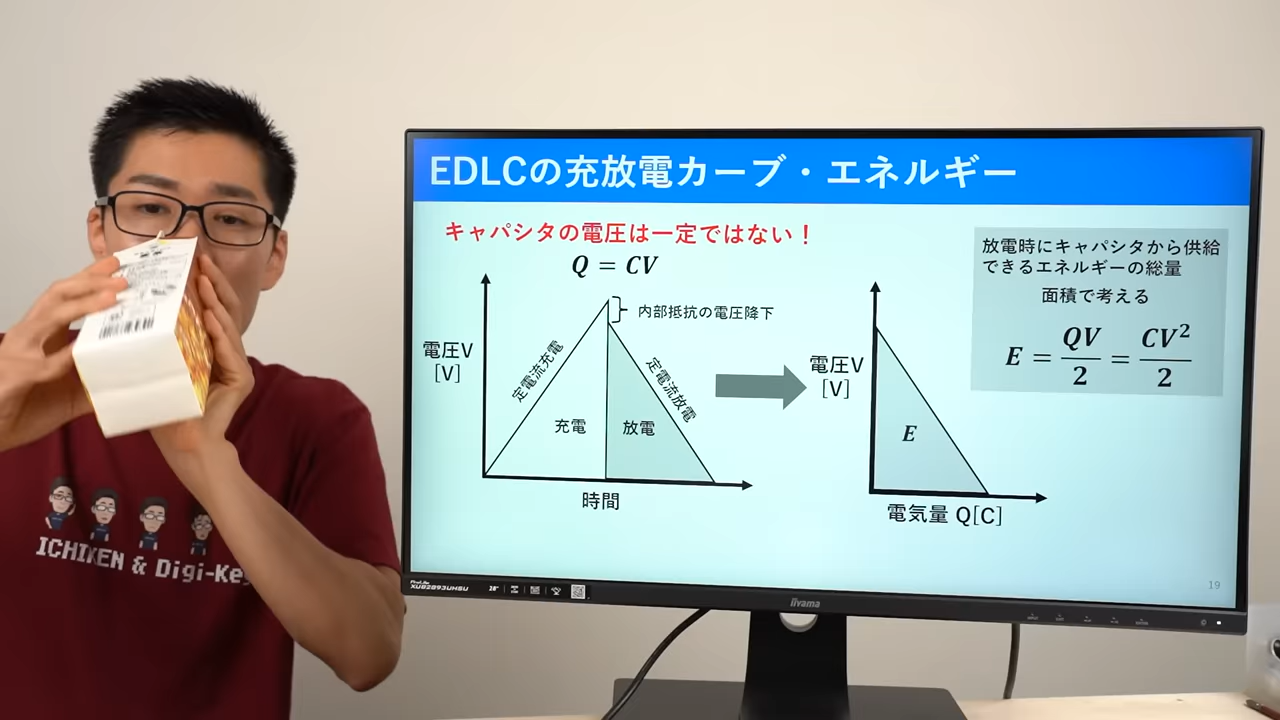 EDLCの充放電カーブ・エネルギー
キャパシタの電圧は一定ではない！
Q = CV
内部抵抗の電圧降下
電圧V
[V]
定電流充電
定電流放電
充電
放電
時間
電圧V
[V]
E
電気量 Q[C]
放電時にキャパシタから供給
できるエネルギーの総量
面積で考える
E = QV/2 = CV²/2
19
ProLite
XUB2893UHSU
iiyama
ICHIKEN & Digi-Key